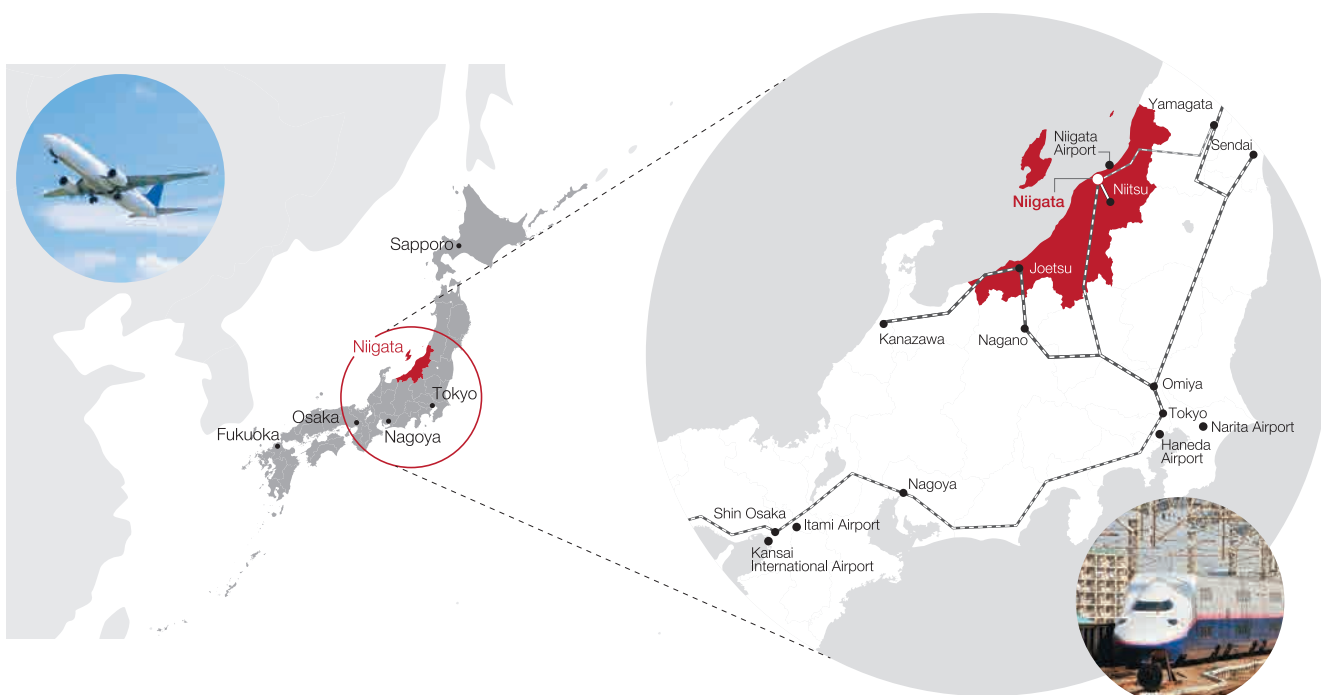 Sapporo
Niigata
Tokyo
Osaka
Fukuoka
Nagoya
Yamagata
Niigata
Airport
Sendai
Niigata
Niitsu
Joetsu
Kanazawa
Nagano
Omiya
Tokyo
Narita Airport
Haneda
Airport
Nagoya
Shin Osaka
Itami Airport
Kansai
International Airport